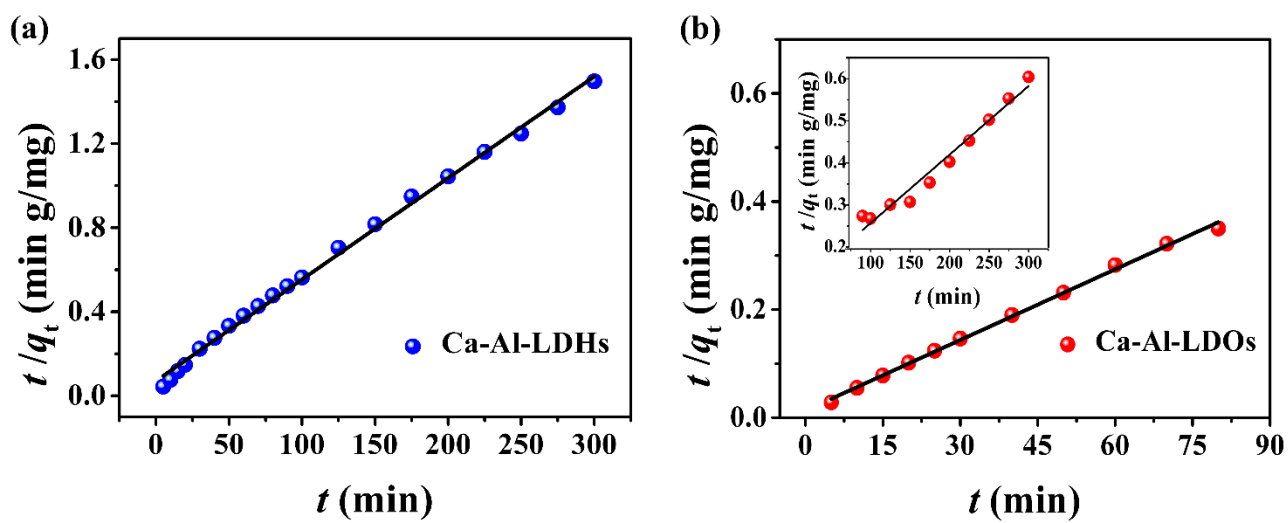 (a)
t /qt (min g/mg)
1.6
1.2
0.8
0.4
0.0
0 50 100 150 200 250 300
t (min)
Ca-Al-LDHs
(b)
t /qt (min g/mg)
0.6
0.4
0.2
0.0
0 15 30 45 60 75 90
t (min)
Ca-Al-LDOs
t /qt (min g/mg)
0.6
0.5
0.4
0.3
0.2
100 150 200 250 300
t (min)